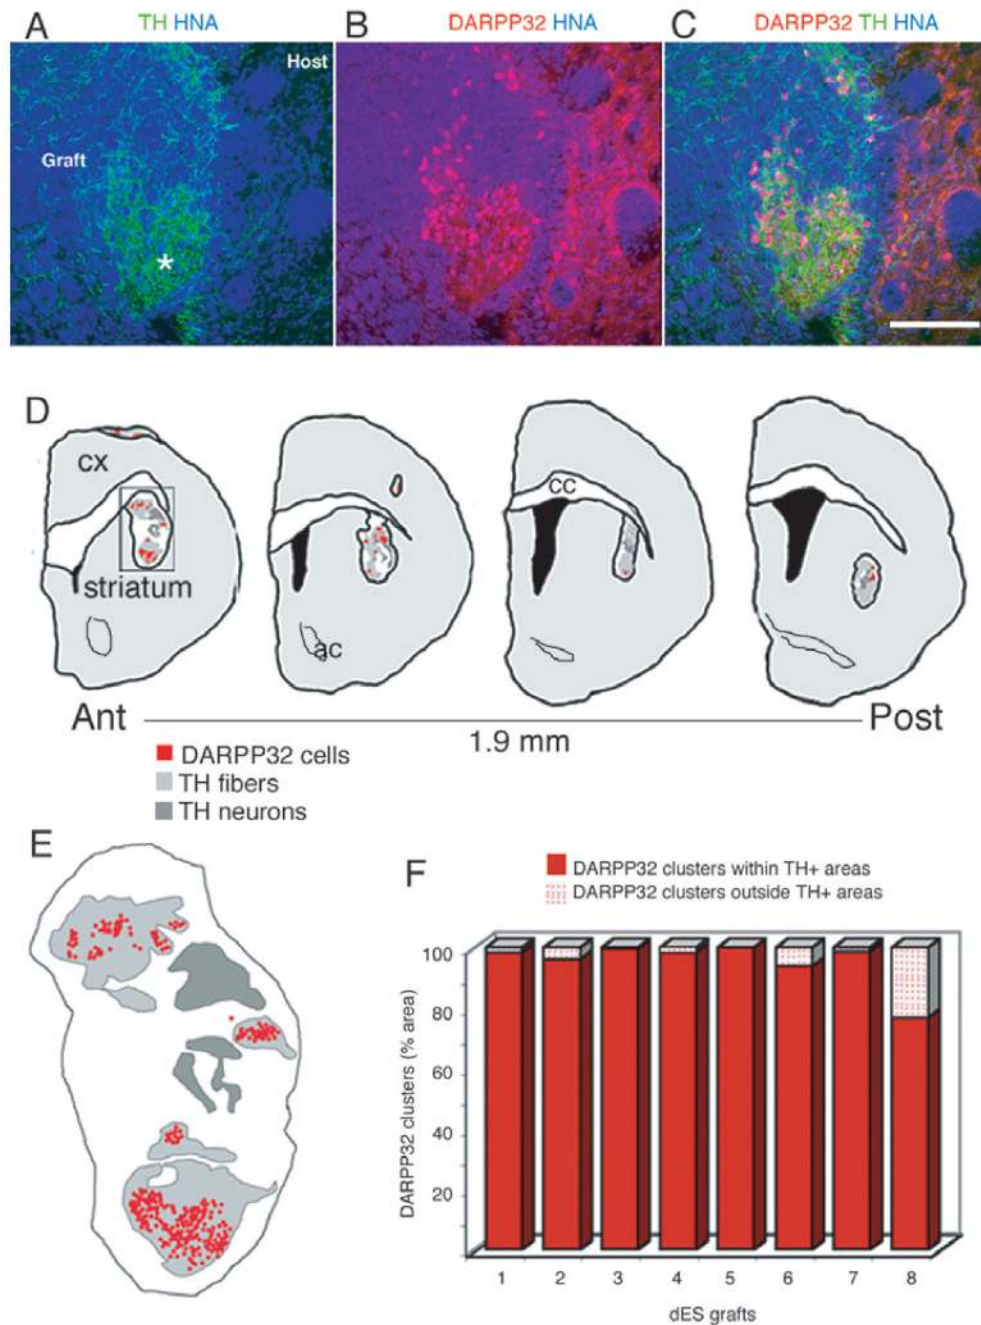 A TH HNA
B DARPP32 HNA
C DARPP32 TH HNA
Host
Graft
*
D
cx
striatum
ac
cc
Ant
Post
1.9 mm
DARPP32 cells
TH fibers
TH neurons
E
F
DARPP32 clusters within TH+ areas
DARPP32 clusters outside TH+ areas
DARPP32 clusters (% area)
100
80
60
40
20
1 2 3 4 5 6 7 8
dES grafts